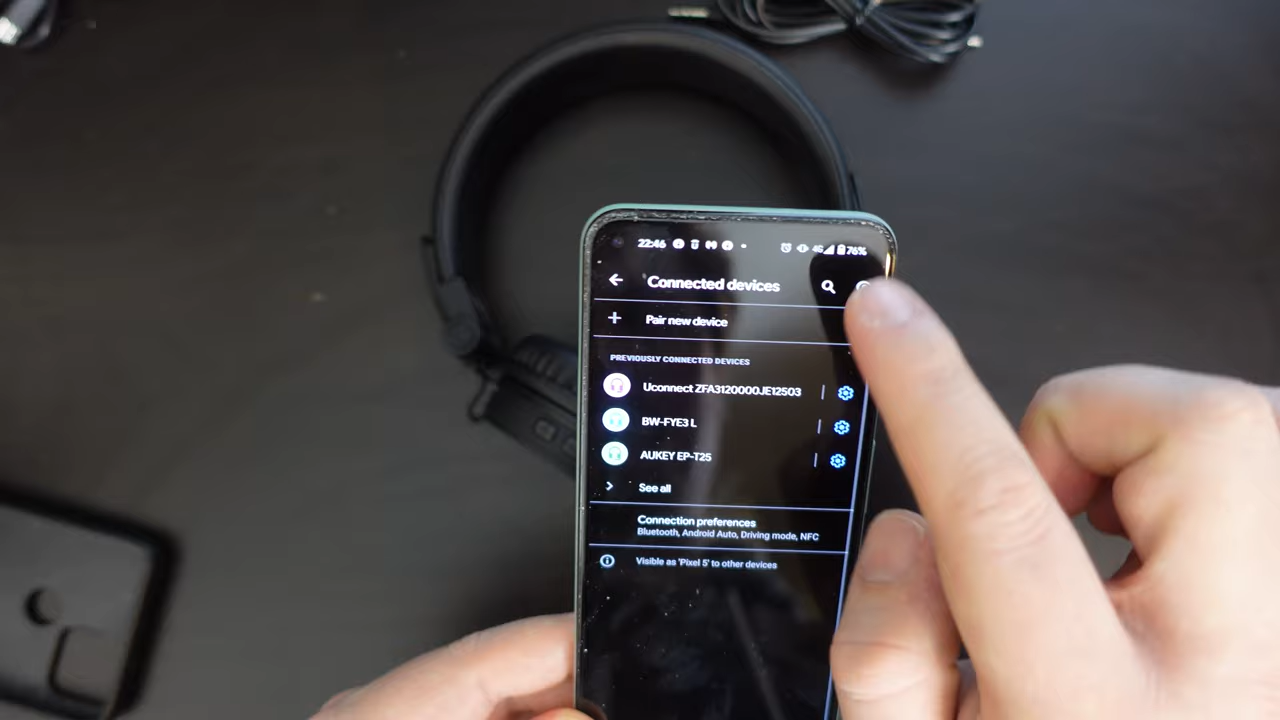 22:46 4G 76%
Connected devices
Pair new device
PREVIOUSLY CONNECTED DEVICES
Uconnect ZFA3120000JE12503
BW-FYE3 L
AUKEY EP-T25
See all
Connection preferences
Bluetooth, Android Auto, Driving mode, NFC
Visible as 'Pixel 5' to other devices